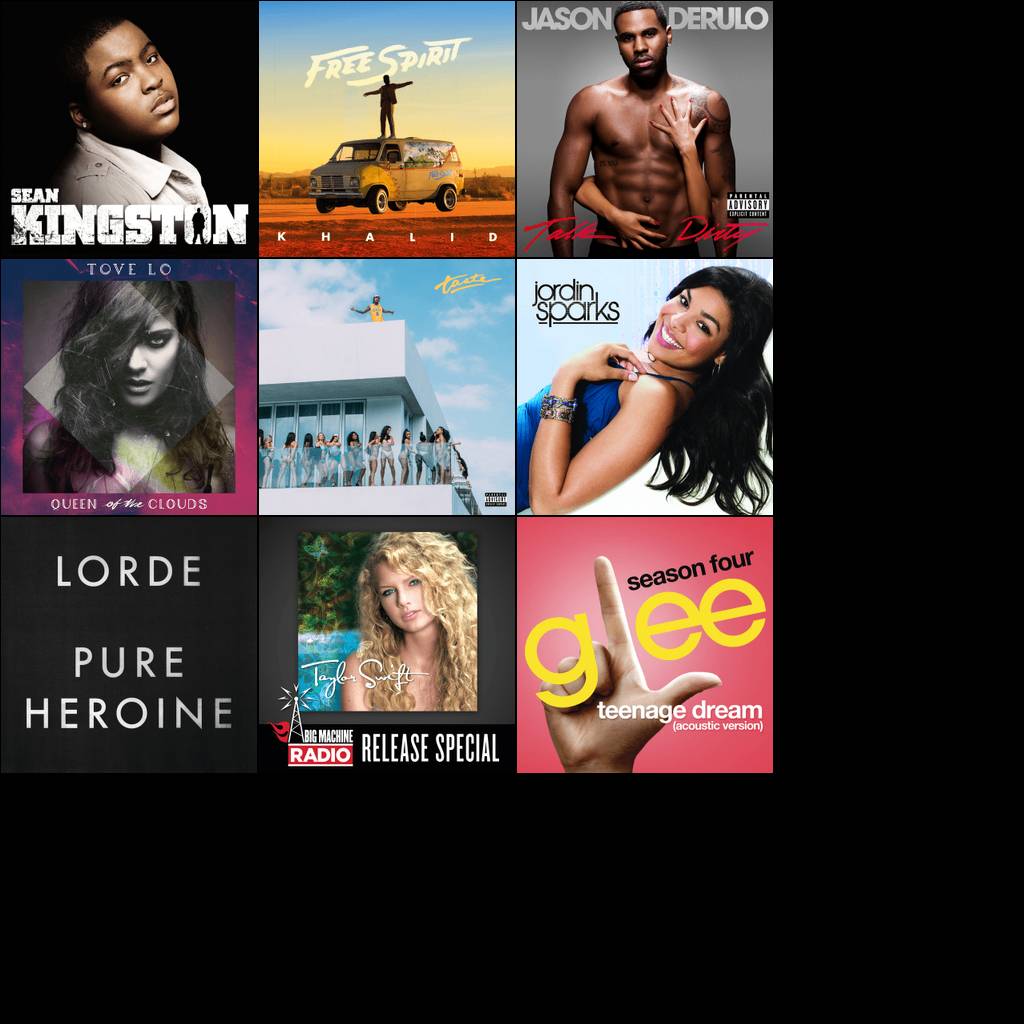 SEAN
KINGSTON
FREE SPIRIT
KHALID
JASON DERULO
PARENTAL
ADVISORY
EXPLICIT CONTENT
Talk Dirty
TOVE LO
QUEEN of the CLOUDS
taste
PARENTAL
ADVISORY
EXPLICIT CONTENT
jordin
sparks
LORDE
PURE
HEROINE
Taylor Swift
BIG MACHINE
RADIO
RELEASE SPECIAL
season four
glee
teenage dream
(acoustic version)